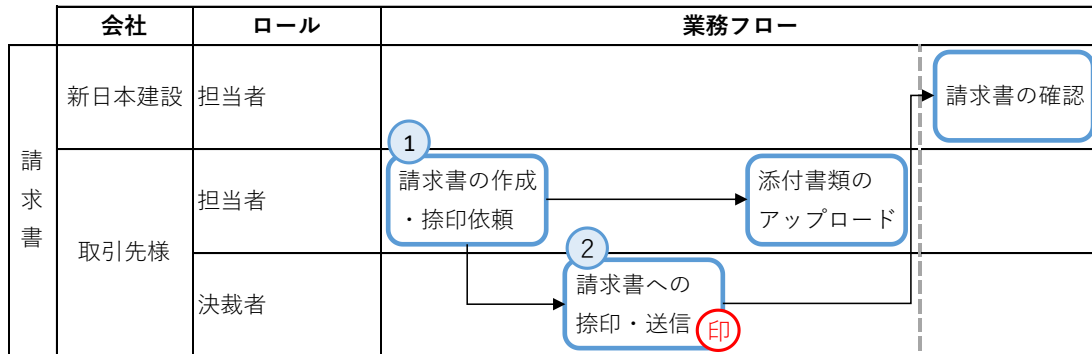 会社 ロール 業務フロー
請求書
新日本建設 担当者
請求書の確認
取引先様
担当者
1
請求書の作成
・捺印依頼
添付書類の
アップロード
決裁者
2
請求書への
捺印・送信
印